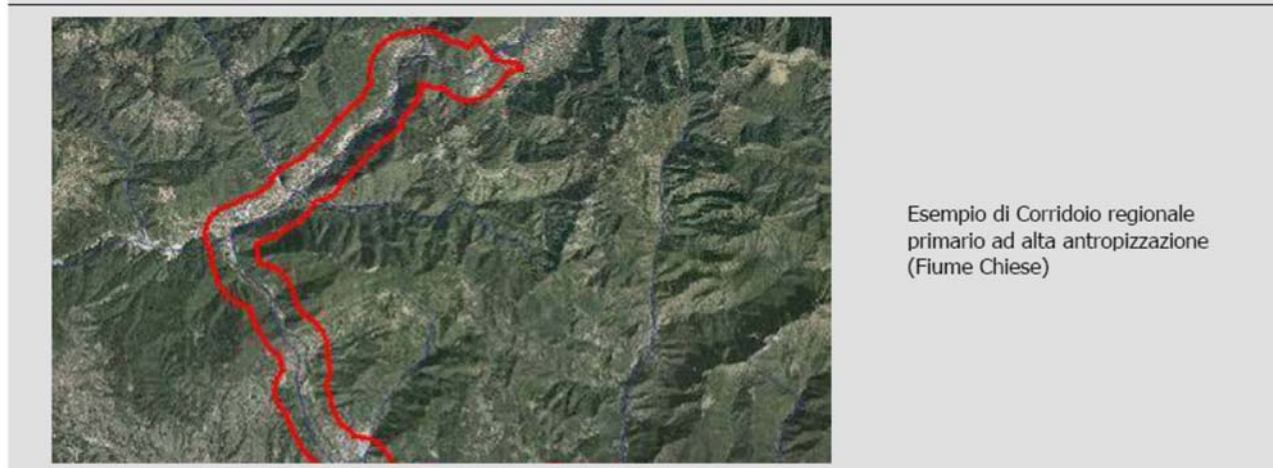 Esempio di Corridoio regionale
primario ad alta antropizzazione
(Fiume Chiese)